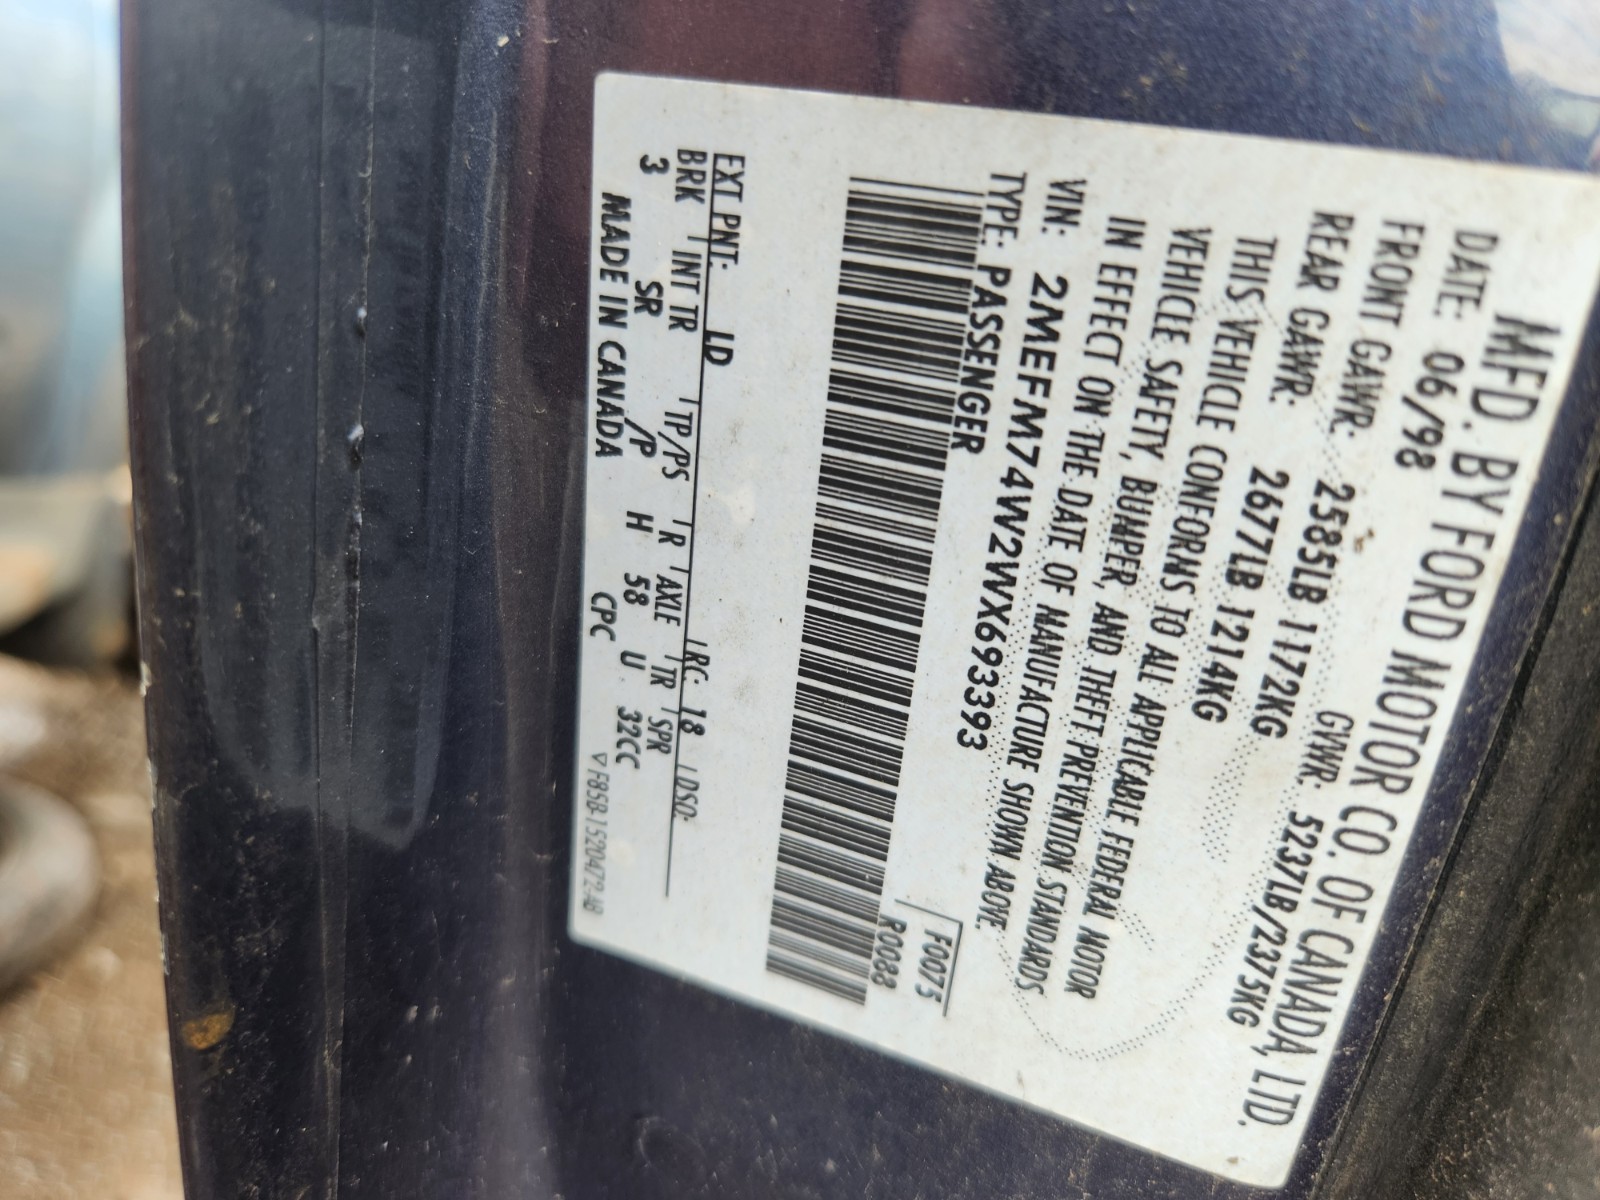 MFD. BY FORD MOTOR CO. OF CANADA, LTD.
DATE: 06/98 GVWR: 5237LB/2375KG
FRONT GAWR: 2585LB 1172KG
REAR GAWR: 2677LB 1214KG
THIS VEHICLE CONFORNS TO ALL APPLICABLE FEDERAL MOTOR
VEHICLE SAFETY, BUMPER, AND THEFT PREVENTION STANDARDS
IN EFFECT ON THE DATE OF MANUFACTURE SHOWN ABOVE.
VIN: 2MEFM74W2WX693393
TYPE: PASSENGER
F0075
R0088
EXT PNT: LD RC: 18 DSO:
BRK INT TR TP/PS R AXLE TR SPR
3 SR /P H 58 U 32CC
MADE IN CANADA CPC